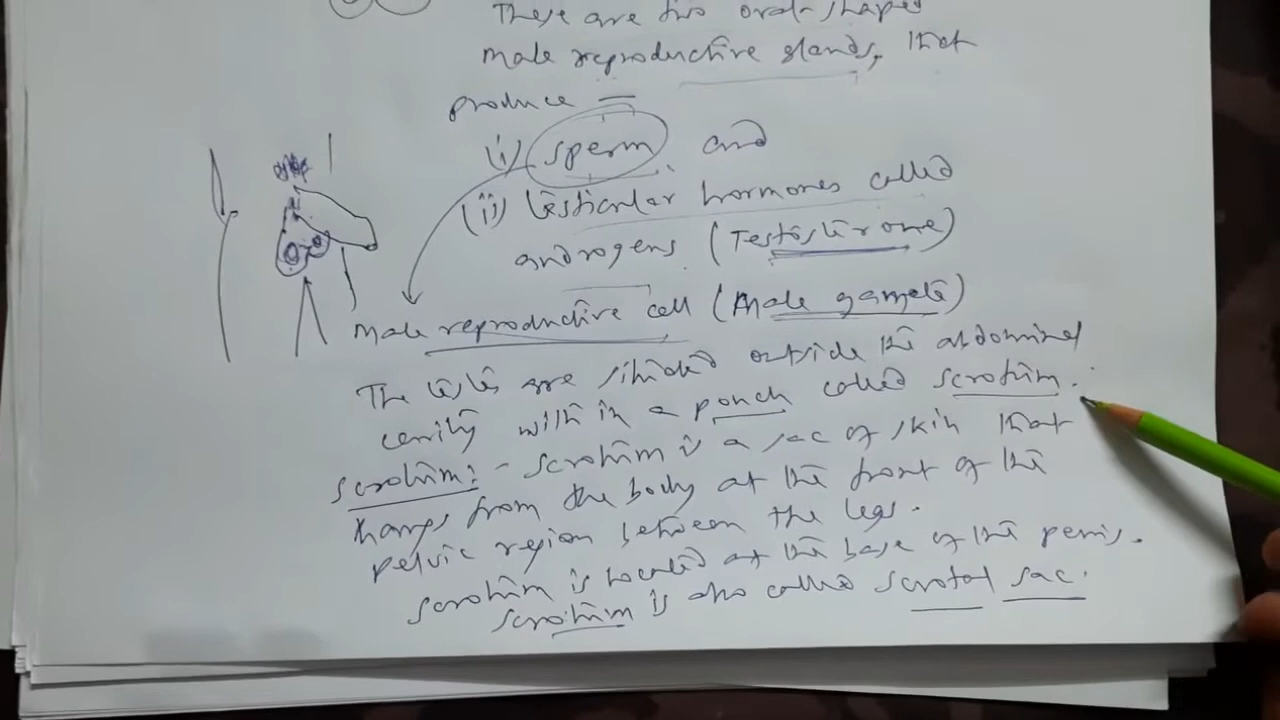 These are two oval-shaped
male reproductive glands, that
produce =
(i) sperm and
(ii) testicular hormones called
androgens (Testosterone)
male reproductive cell (Male gamete)
The testes are situated outside the abdominal
cavity with in a pouch called scrotum.
scrotum:- scrotum is a sac of skin that
hangs from the body at the front of the
pelvic region between the legs.
scrotum is located at the base of the penis.
scrotum is also called scrotal sac.